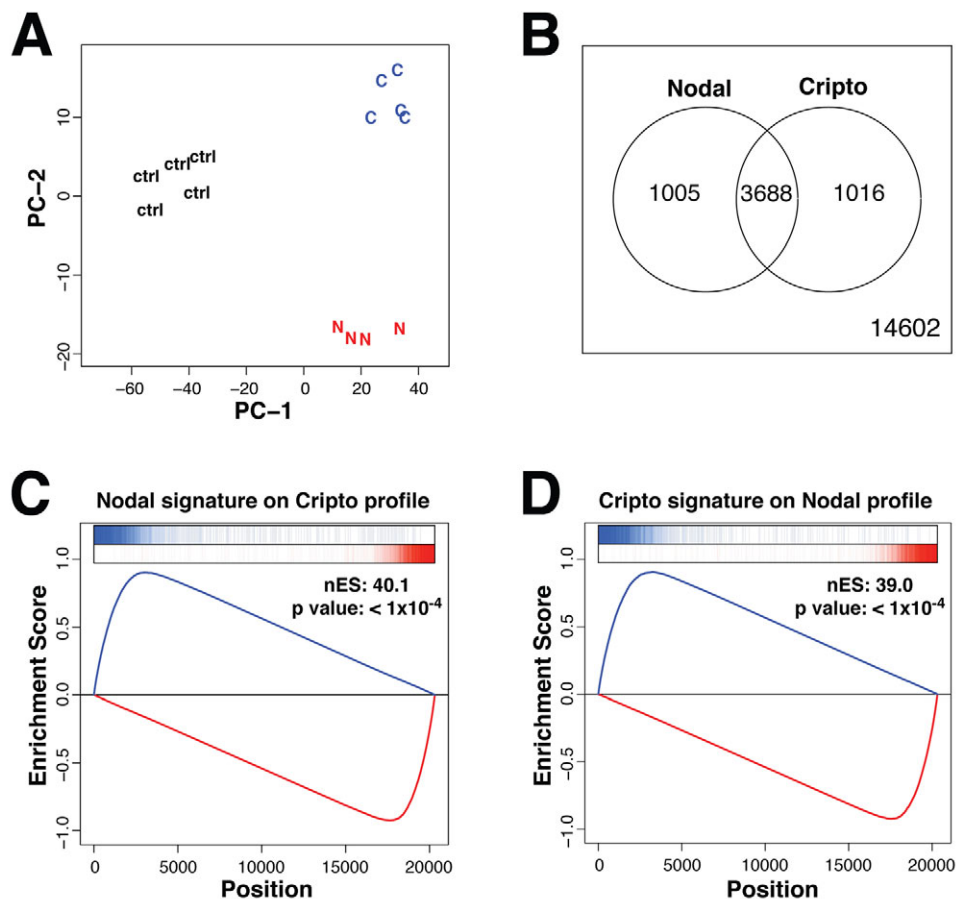 A
PC–2
10
0
−10
−20
C
C
C
C
C
ctrl
ctrl
ctrl
ctrl
ctrl
N
N
N
N
−60
−40
−20
0
20
40
PC–1
B
Nodal
Cripto
1005
3688
1016
14602
C
Nodal signature on Cripto profile
nES: 40.1
p value: < 1x10⁻⁴
Enrichment Score
1.0
0.5
0.0
−0.5
−1.0
0
5000
10000
15000
20000
Position
D
Cripto signature on Nodal profile
nES: 39.0
p value: < 1x10⁻⁴
Enrichment Score
1.0
0.5
0.0
−0.5
−1.0
0
5000
10000
15000
20000
Position